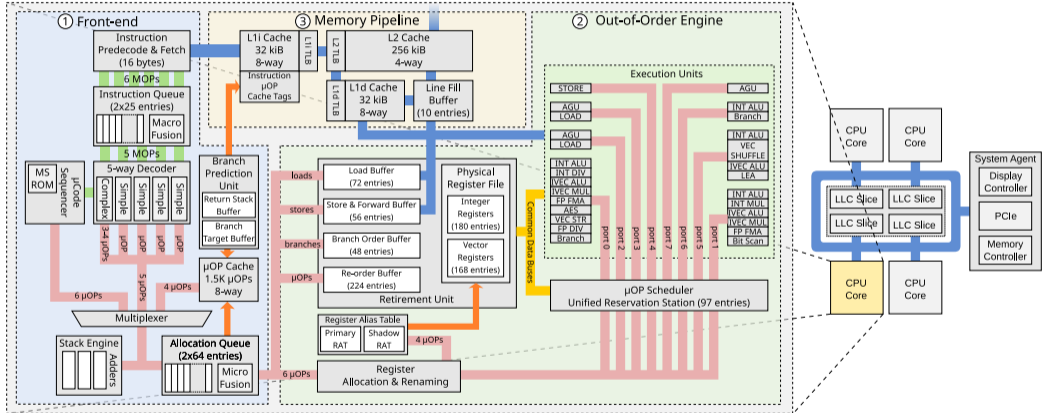 ① Front-end
Instruction
Predecode & Fetch
(16 bytes)
6 MOPs
Instruction Queue
(2x25 entries)
Macro
Fusion
5 MOPs
5-way Decoder
MS
ROM
µCode
Sequencer
Complex
Simple
Simple
Simple
Simple
3-4 µOPs
µOP
µOP
µOP
µOP
5 µOPs
6 µOPs
4 µOPs
Multiplexer
Stack Engine
Adders
Allocation Queue
(2x64 entries)
Micro
Fusion
Branch
Prediction
Unit
Return Stack
Buffer
Branch
Target Buffer
µOP Cache
1.5K µOPs
8-way
③ Memory Pipeline
L1i Cache
32 kiB
8-way
L1i TLB
Instruction
µOP
Cache Tags
L2 TLB
L2 Cache
256 kiB
4-way
L1d TLB
L1d Cache
32 kiB
8-way
Line Fill
Buffer
(10 entries)
② Out-of-Order Engine
Execution Units
STORE
AGU
LOAD
AGU
LOAD
INT ALU
INT DIV
IVEC ALU
IVEC MUL
FP FMA
AES
VEC STR
FP DIV
Branch
AGU
INT ALU
Branch
INT ALU
VEC
SHUFFLE
IVEC ALU
LEA
INT ALU
INT MUL
IVEC ALU
IVEC MUL
FP FMA
Bit Scan
port 0
port 2
port 3
port 4
port 7
port 6
port 5
port 1
Common Data Buses
µOP Scheduler
Unified Reservation Station (97 entries)
loads
stores
branches
µOPs
Load Buffer
(72 entries)
Store & Forward Buffer
(56 entries)
Branch Order Buffer
(48 entries)
Re-order Buffer
(224 entries)
Physical
Register File
Integer
Registers
(180 entries)
Vector
Registers
(168 entries)
Retirement Unit
Register Alias Table
Primary
RAT
Shadow
RAT
4 µOPs
6 µOPs
Register
Allocation & Renaming
CPU
Core
CPU
Core
LLC Slice
LLC Slice
LLC Slice
LLC Slice
CPU
Core
CPU
Core
System Agent
Display
Controller
PCIe
Memory
Controller